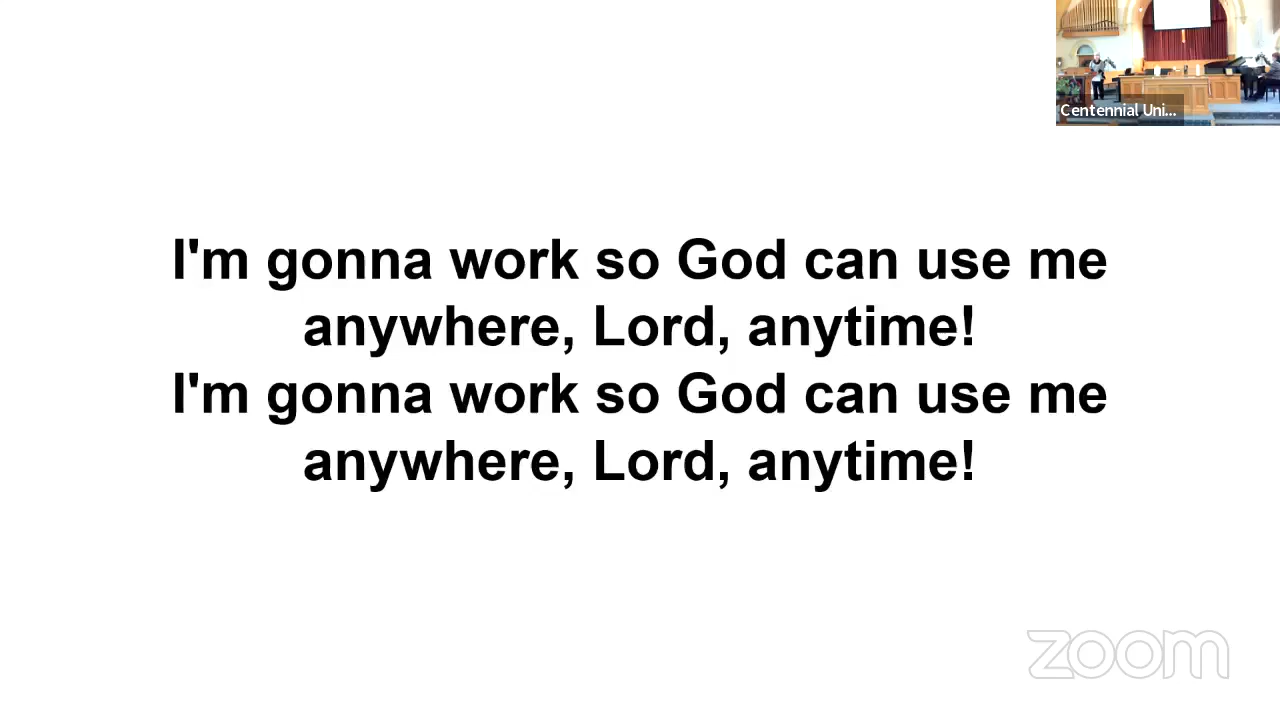 Centennial Uni...
I'm gonna work so God can use me
anywhere, Lord, anytime!
I'm gonna work so God can use me
anywhere, Lord, anytime!
zoom